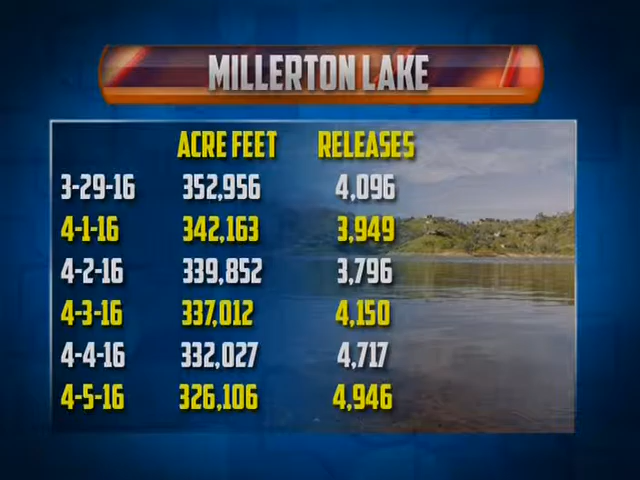 MILLERTON LAKE
ACRE FEET RELEASES
3-29-16 352,956 4,096
4-1-16 342,163 3,949
4-2-16 339,852 3,796
4-3-16 337,012 4,150
4-4-16 332,027 4,717
4-5-16 326,106 4,946